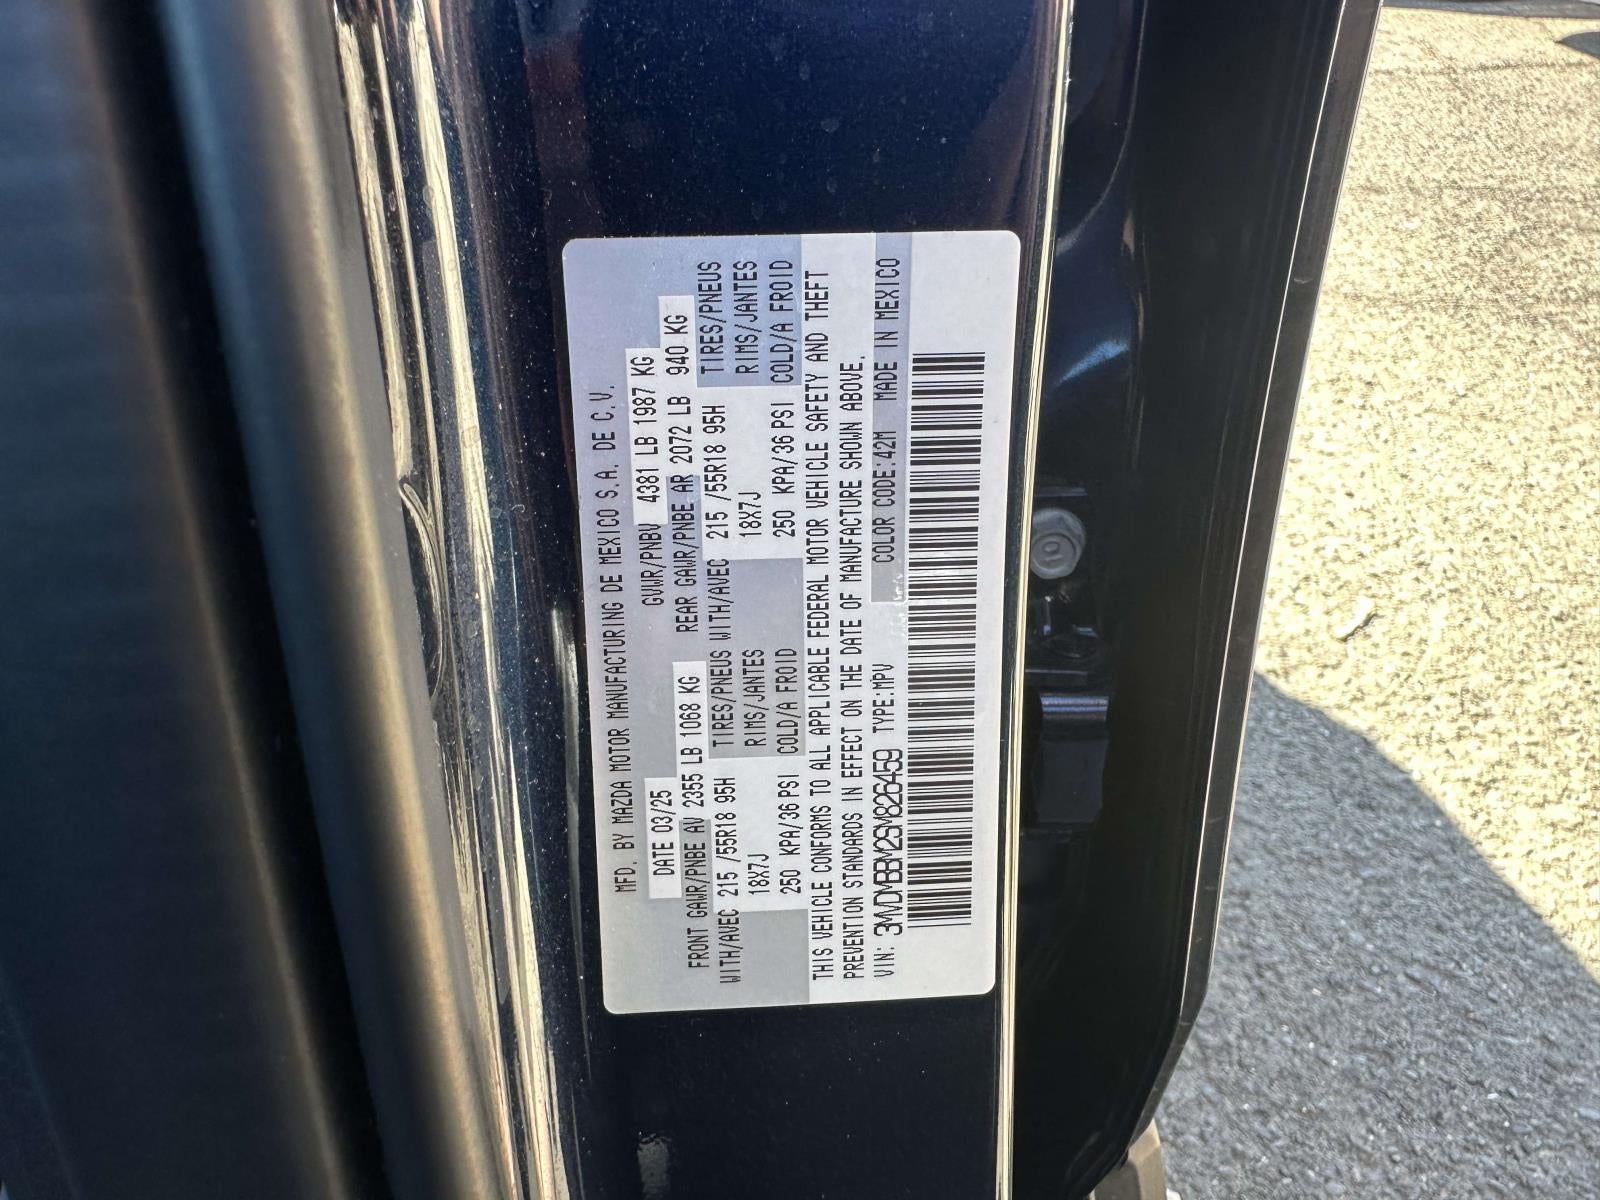 MFD. BY MAZDA MOTOR MANUFACTURING DE MEXICO S.A. DE C.V.
DATE 03/25 GVWR/PNBV 4381 LB 1987 KG
FRONT GAWR/PNBE AV 2355 LB 1068 KG REAR GAWR/PNBE AR 2072 LB 940 KG
WITH/AVEC 215 /55R18 95H TIRES/PNEUS WITH/AVEC 215 /55R18 95H TIRES/PNEUS
18X7J RIMS/JANTES 18X7J RIMS/JANTES
250 KPA/36 PSI COLD/A FROID 250 KPA/36 PSI COLD/A FROID
THIS VEHICLE CONFORMS TO ALL APPLICABLE FEDERAL MOTOR VEHICLE SAFETY AND THEFT
PREVENTION STANDARDS IN EFFECT ON THE DATE OF MANUFACTURE SHOWN ABOVE.
VIN: 3MVDMBBM2SM826459 TYPE:MPV COLOR CODE:42M MADE IN MEXICO